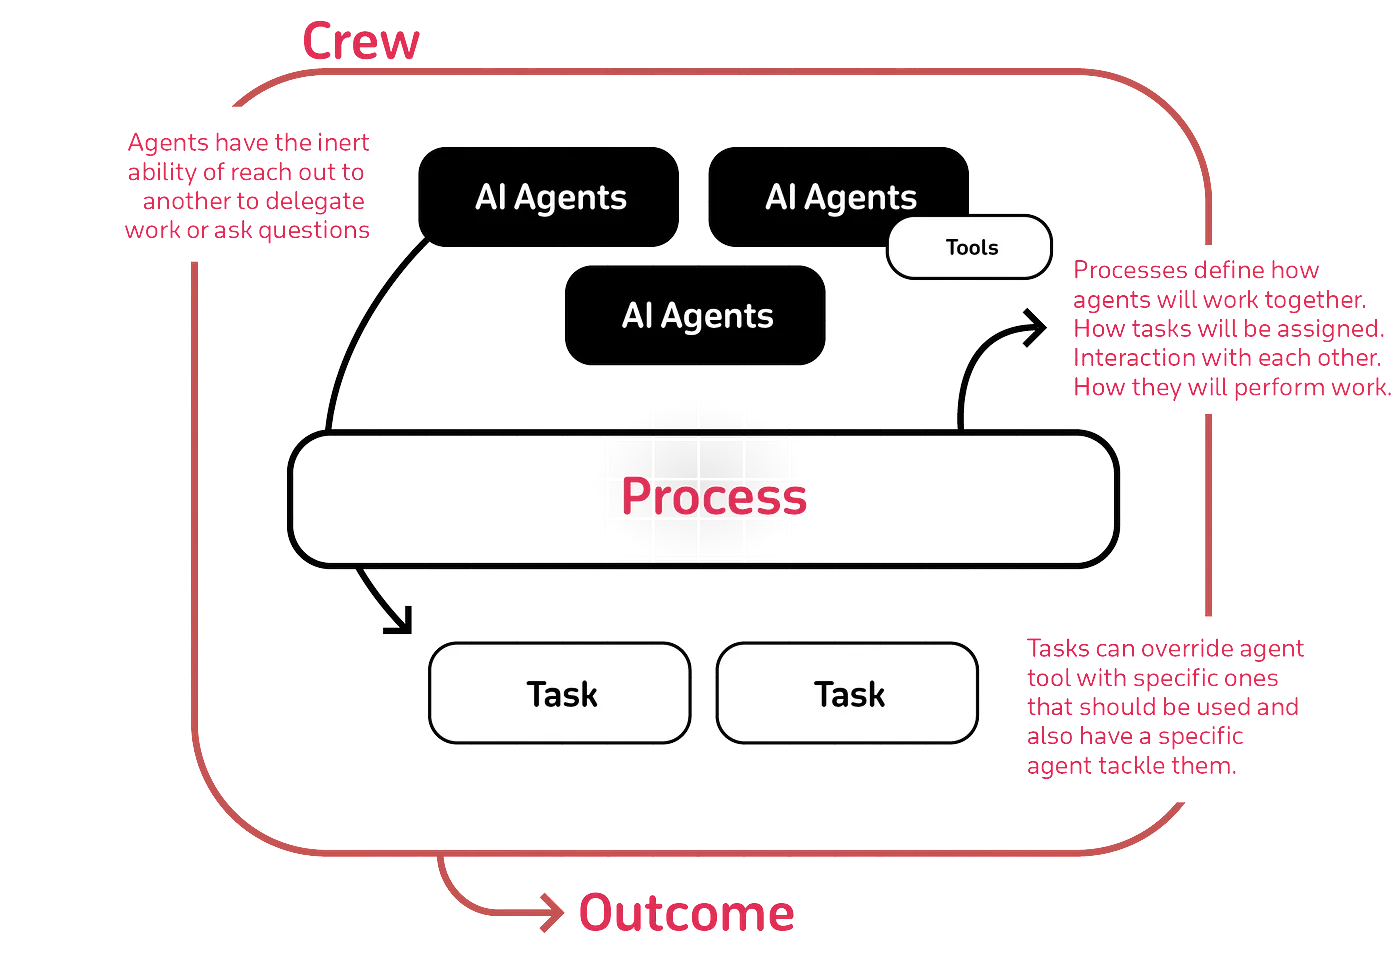 Crew
Agents have the inert
ability of reach out to
another to delegate
work or ask questions
AI Agents
AI Agents
Tools
AI Agents
Processes define how
agents will work together.
How tasks will be assigned.
Interaction with each other.
How they will perform work.
Process
Task
Task
Tasks can override agent
tool with specific ones
that should be used and
also have a specific
agent tackle them.
Outcome